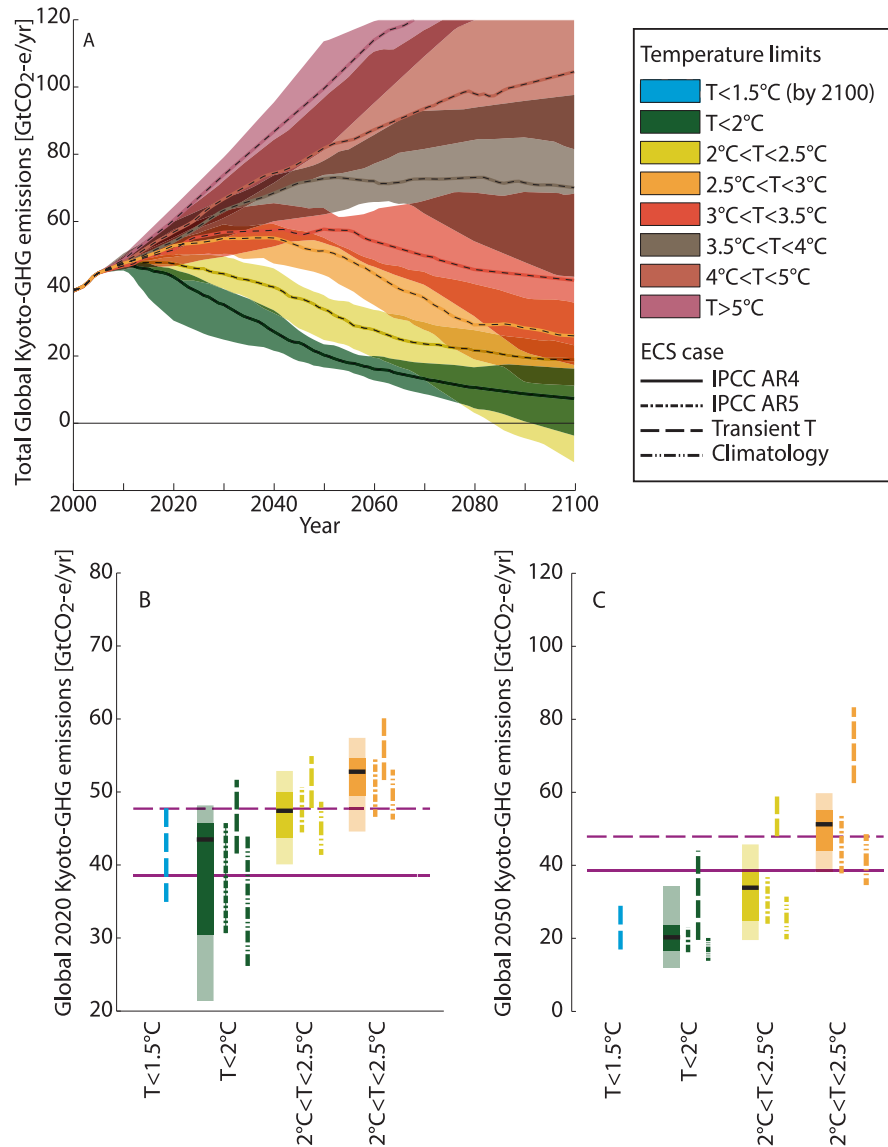 A
Total Global Kyoto-GHG emissions [GtCO₂-e/yr]
120
100
80
60
40
20
0
2000
2020
2040
2060
2080
2100
Year
Temperature limits
T<1.5°C (by 2100)
T<2°C
2°C<T<2.5°C
2.5°C<T<3°C
3°C<T<3.5°C
3.5°C<T<4°C
4°C<T<5°C
T>5°C
ECS case
IPCC AR4
IPCC AR5
Transient T
Climatology
B
Global 2020 Kyoto-GHG emissions [GtCO₂-e/yr]
80
70
60
50
40
30
20
T<1.5°C
T<2°C
2°C<T<2.5°C
2°C<T<2.5°C
C
Global 2050 Kyoto-GHG emissions [GtCO₂-e/yr]
120
100
80
60
40
20
0
T<1.5°C
T<2°C
2°C<T<2.5°C
2°C<T<2.5°C